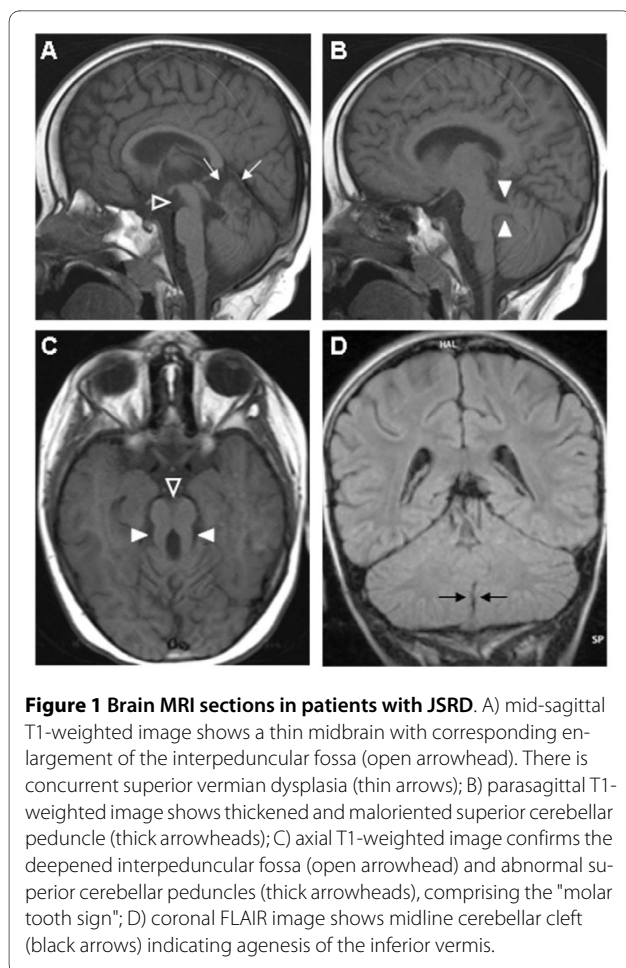 A
B
C
D
HAL
SP
Figure 1 Brain MRI sections in patients with JSRD. A) mid-sagittal
T1-weighted image shows a thin midbrain with corresponding en-
largement of the interpeduncular fossa (open arrowhead). There is
concurrent superior vermian dysplasia (thin arrows); B) parasagittal T1-
weighted image shows thickened and maloriented superior cerebellar
peduncle (thick arrowheads); C) axial T1-weighted image confirms the
deepened interpeduncular fossa (open arrowhead) and abnormal su-
perior cerebellar peduncles (thick arrowheads), comprising the "molar
tooth sign"; D) coronal FLAIR image shows midline cerebellar cleft
(black arrows) indicating agenesis of the inferior vermis.